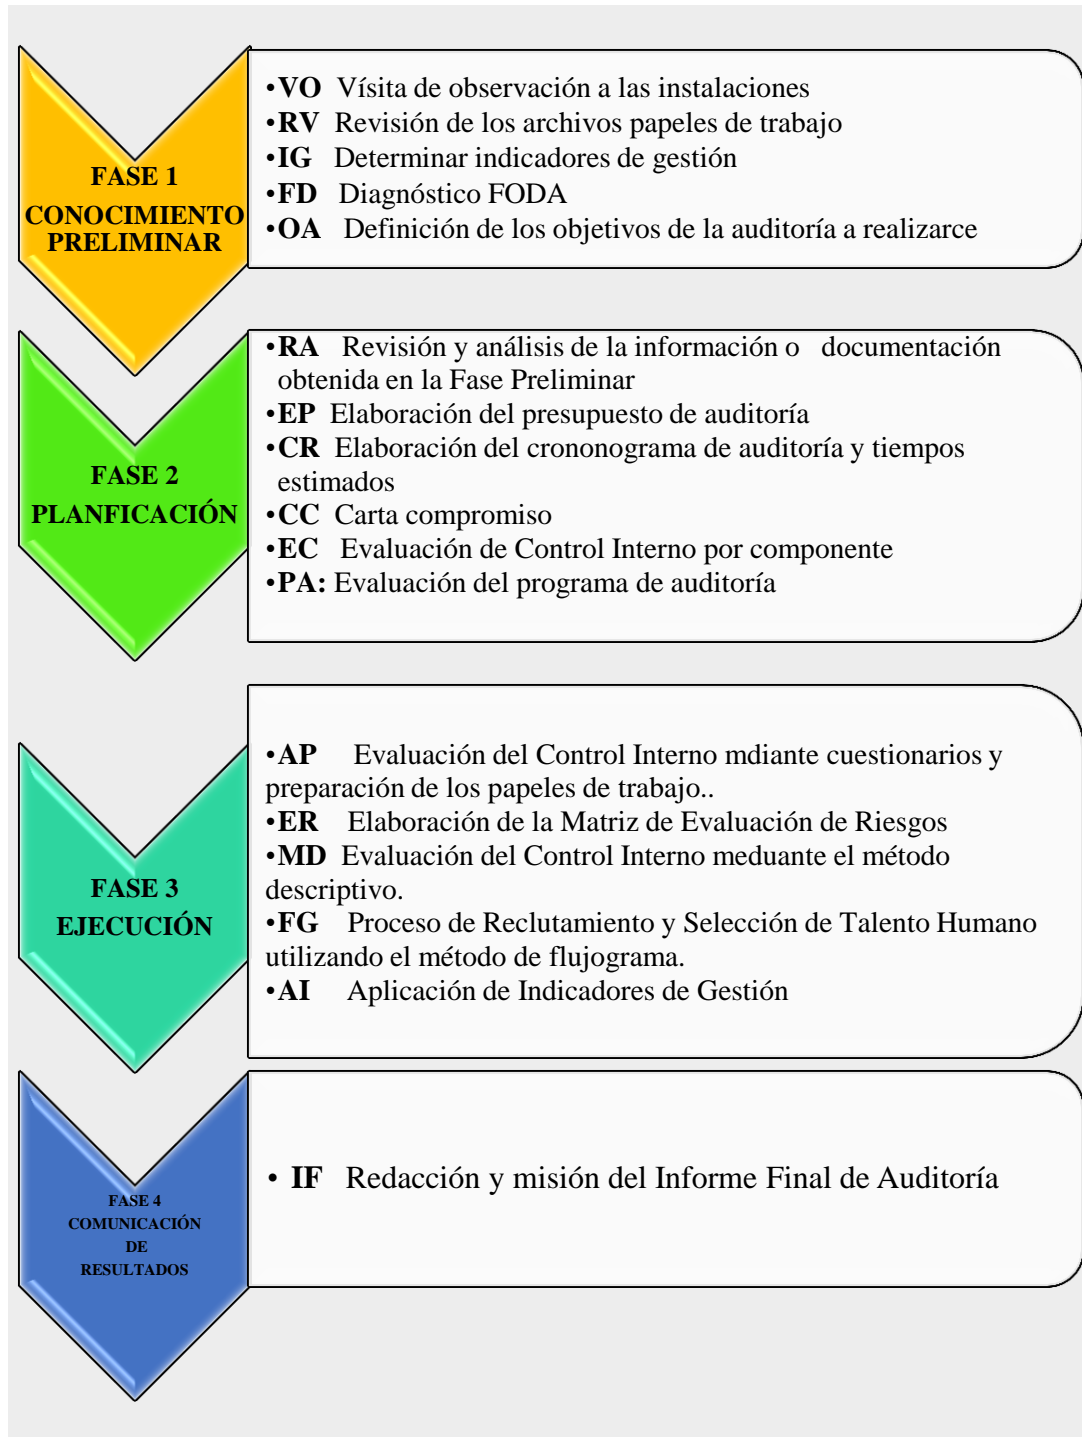 FASE 1
CONOCIMIENTO
PRELIMINAR
•VO Vísita de observación a las instalaciones
•RV Revisión de los archivos papeles de trabajo
•IG Determinar indicadores de gestión
•FD Diagnóstico FODA
•OA Definición de los objetivos de la auditoría a realizarce
FASE 2
PLANFICACIÓN
•RA Revisión y análisis de la información o documentación
obtenida en la Fase Preliminar
•EP Elaboración del presupuesto de auditoría
•CR Elaboración del crononograma de auditoría y tiempos
estimados
•CC Carta compromiso
•EC Evaluación de Control Interno por componente
•PA: Evaluación del programa de auditoría
FASE 3
EJECUCIÓN
•AP Evaluación del Control Interno mdiante cuestionarios y
preparación de los papeles de trabajo..
•ER Elaboración de la Matriz de Evaluación de Riesgos
•MD Evaluación del Control Interno meduante el método
descriptivo.
•FG Proceso de Reclutamiento y Selección de Talento Humano
utilizando el método de flujograma.
•AI Aplicación de Indicadores de Gestión
FASE 4
COMUNICACIÓN
DE
RESULTADOS
• IF Redacción y misión del Informe Final de Auditoría